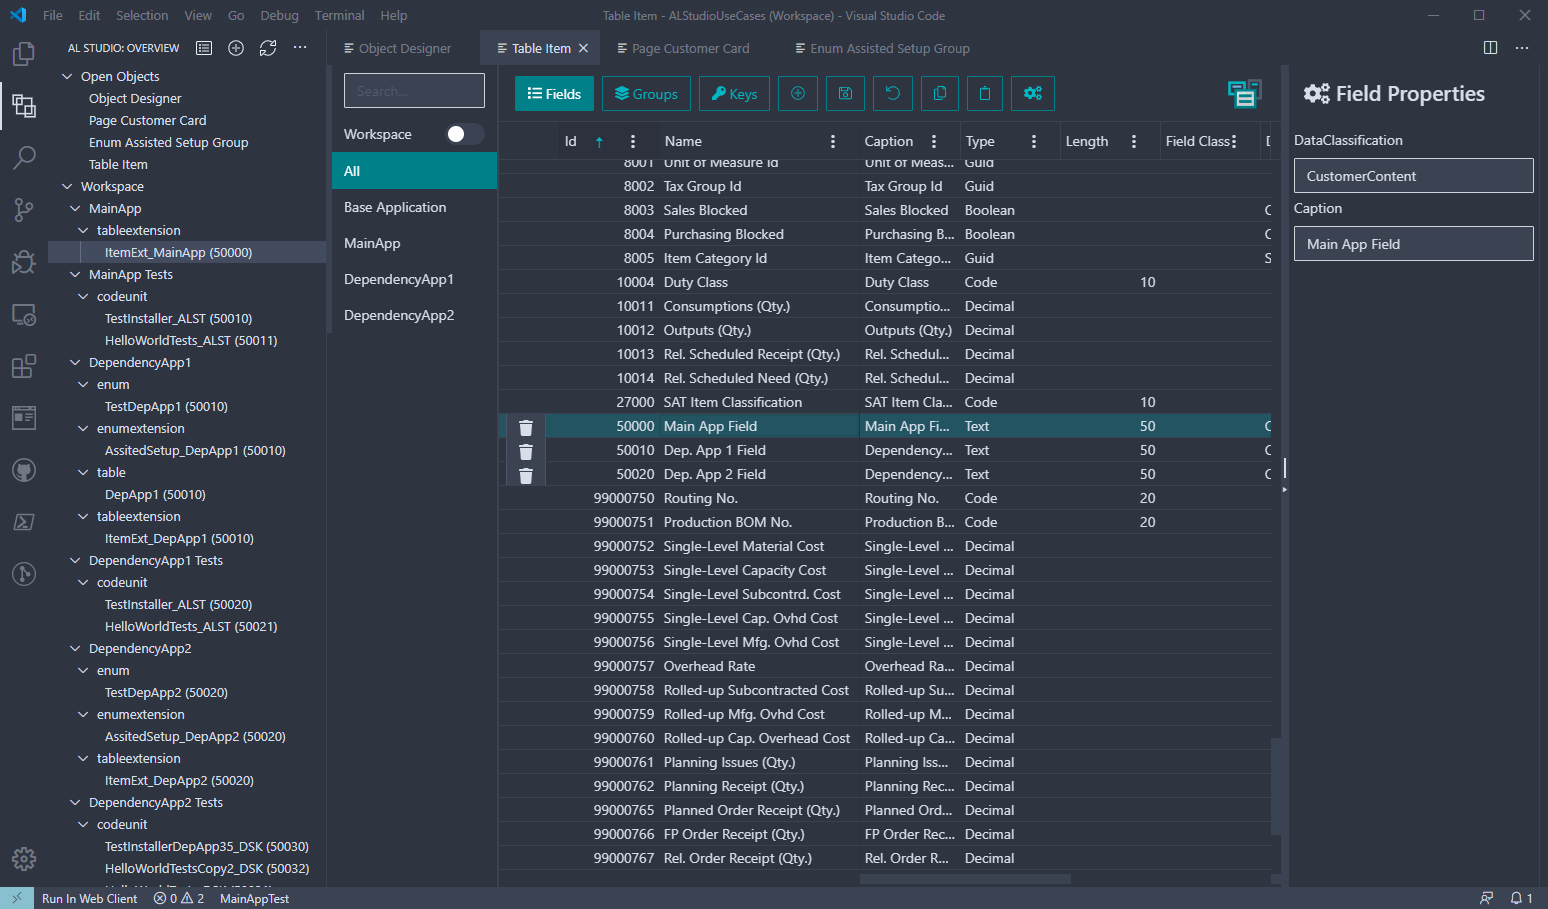 File Edit Selection View Go Debug Terminal Help
Table Item - ALStudioUseCases (Workspace) - Visual Studio Code
AL STUDIO: OVERVIEW
Open Objects
Object Designer
Page Customer Card
Enum Assisted Setup Group
Table Item
Workspace
MainApp
tableextension
ItemExt_MainApp (50000)
MainApp Tests
codeunit
TestInstaller_ALST (50010)
HelloWorldTests_ALST (50011)
DependencyApp1
enum
TestDepApp1 (50010)
enumextension
AssitedSetup_DepApp1 (50010)
table
DepApp1 (50010)
tableextension
ItemExt_DepApp1 (50010)
DependencyApp1 Tests
codeunit
TestInstaller_ALST (50020)
HelloWorldTests_ALST (50021)
DependencyApp2
enum
TestDepApp2 (50020)
enumextension
AssitedSetup_DepApp2 (50020)
tableextension
ItemExt_DepApp2 (50020)
DependencyApp2 Tests
codeunit
TestInstallerDepApp35_DSK (50030)
HelloWorldTestsCopy2_DSK (50032)
Object Designer
Table Item
Page Customer Card
Enum Assisted Setup Group
Search...
Workspace
All
Base Application
MainApp
DependencyApp1
DependencyApp2
Fields Groups Keys
Id Name Caption Type Length Field Class
8001 Unit of Measure Id Unit of Meas... Guid
8002 Tax Group Id Tax Group Id Guid
8003 Sales Blocked Sales Blocked Boolean
8004 Purchasing Blocked Purchasing B... Boolean
8005 Item Category Id Item Catego... Guid
10004 Duty Class Duty Class Code 10
10011 Consumptions (Qty.) Consumptio... Decimal
10012 Outputs (Qty.) Outputs (Qty.) Decimal
10013 Rel. Scheduled Receipt (Qty.) Rel. Schedul... Decimal
10014 Rel. Scheduled Need (Qty.) Rel. Schedul... Decimal
27000 SAT Item Classification SAT Item Cla... Code 10
50000 Main App Field Main App Fi... Text 50
50010 Dep. App 1 Field Dependency... Text 50
50020 Dep. App 2 Field Dependency... Text 50
99000750 Routing No. Routing No. Code 20
99000751 Production BOM No. Production B... Code 20
99000752 Single-Level Material Cost Single-Level ... Decimal
99000753 Single-Level Capacity Cost Single-Level ... Decimal
99000754 Single-Level Subcontrd. Cost Single-Level ... Decimal
99000755 Single-Level Cap. Ovhd Cost Single-Level ... Decimal
99000756 Single-Level Mfg. Ovhd Cost Single-Level ... Decimal
99000757 Overhead Rate Overhead Ra... Decimal
99000758 Rolled-up Subcontracted Cost Rolled-up Su... Decimal
99000759 Rolled-up Mfg. Ovhd Cost Rolled-up M... Decimal
99000760 Rolled-up Cap. Overhead Cost Rolled-up Ca... Decimal
99000761 Planning Issues (Qty.) Planning Iss... Decimal
99000762 Planning Receipt (Qty.) Planning Rec... Decimal
99000765 Planned Order Receipt (Qty.) Planned Ord... Decimal
99000766 FP Order Receipt (Qty.) FP Order Rec... Decimal
99000767 Rel. Order Receipt (Qty.) Rel. Order R... Decimal
Field Properties
DataClassification
CustomerContent
Caption
Main App Field
Run In Web Client 0 2 MainAppTest 1